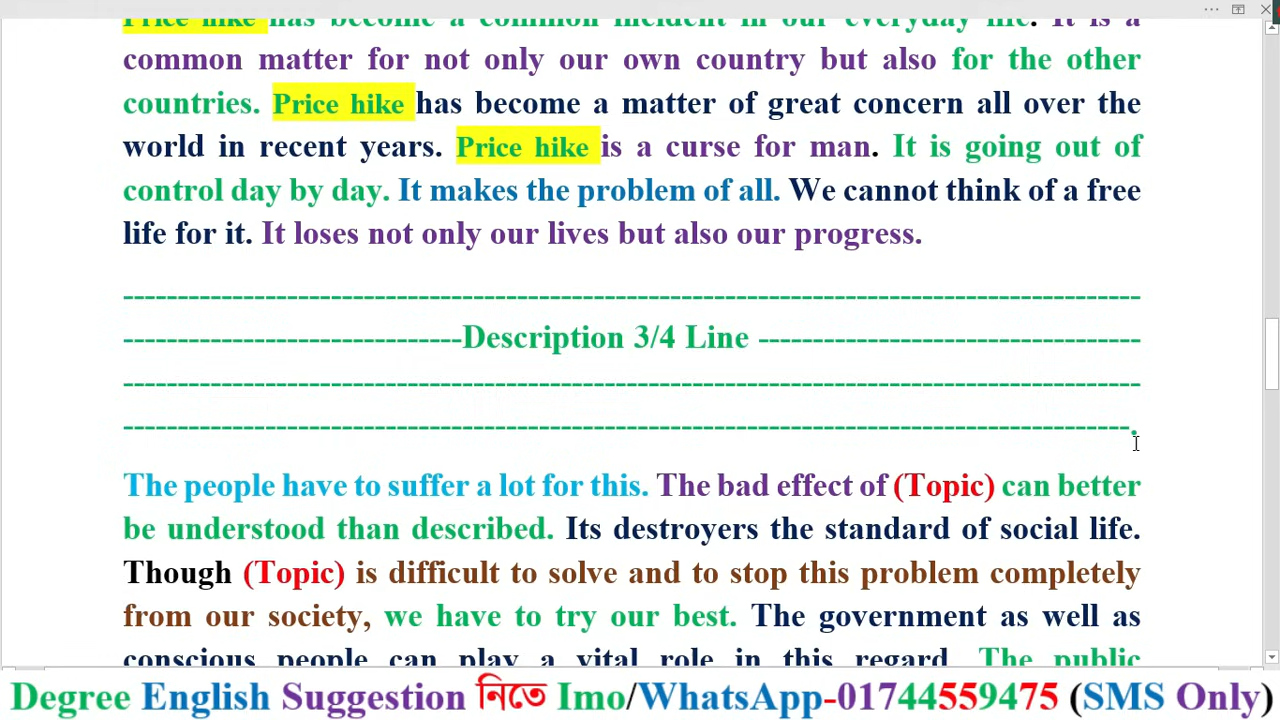 Price hike has become a common incident in our everyday life. It is a
common matter for not only our own country but also for the other
countries. Price hike has become a matter of great concern all over the
world in recent years. Price hike is a curse for man. It is going out of
control day by day. It makes the problem of all. We cannot think of a free
life for it. It loses not only our lives but also our progress.
--------------------------------------------------------------------------------------------
-------------------------------Description 3/4 Line ----------------------------------
--------------------------------------------------------------------------------------------
-------------------------------------------------------------------------------------------.
The people have to suffer a lot for this. The bad effect of (Topic) can better
be understood than described. Its destroyers the standard of social life.
Though (Topic) is difficult to solve and to stop this problem completely
from our society, we have to try our best. The government as well as
conscious people can play a vital role in this regard. The public
Degree English Suggestion নিতে Imo/WhatsApp-01744559475 (SMS Only)